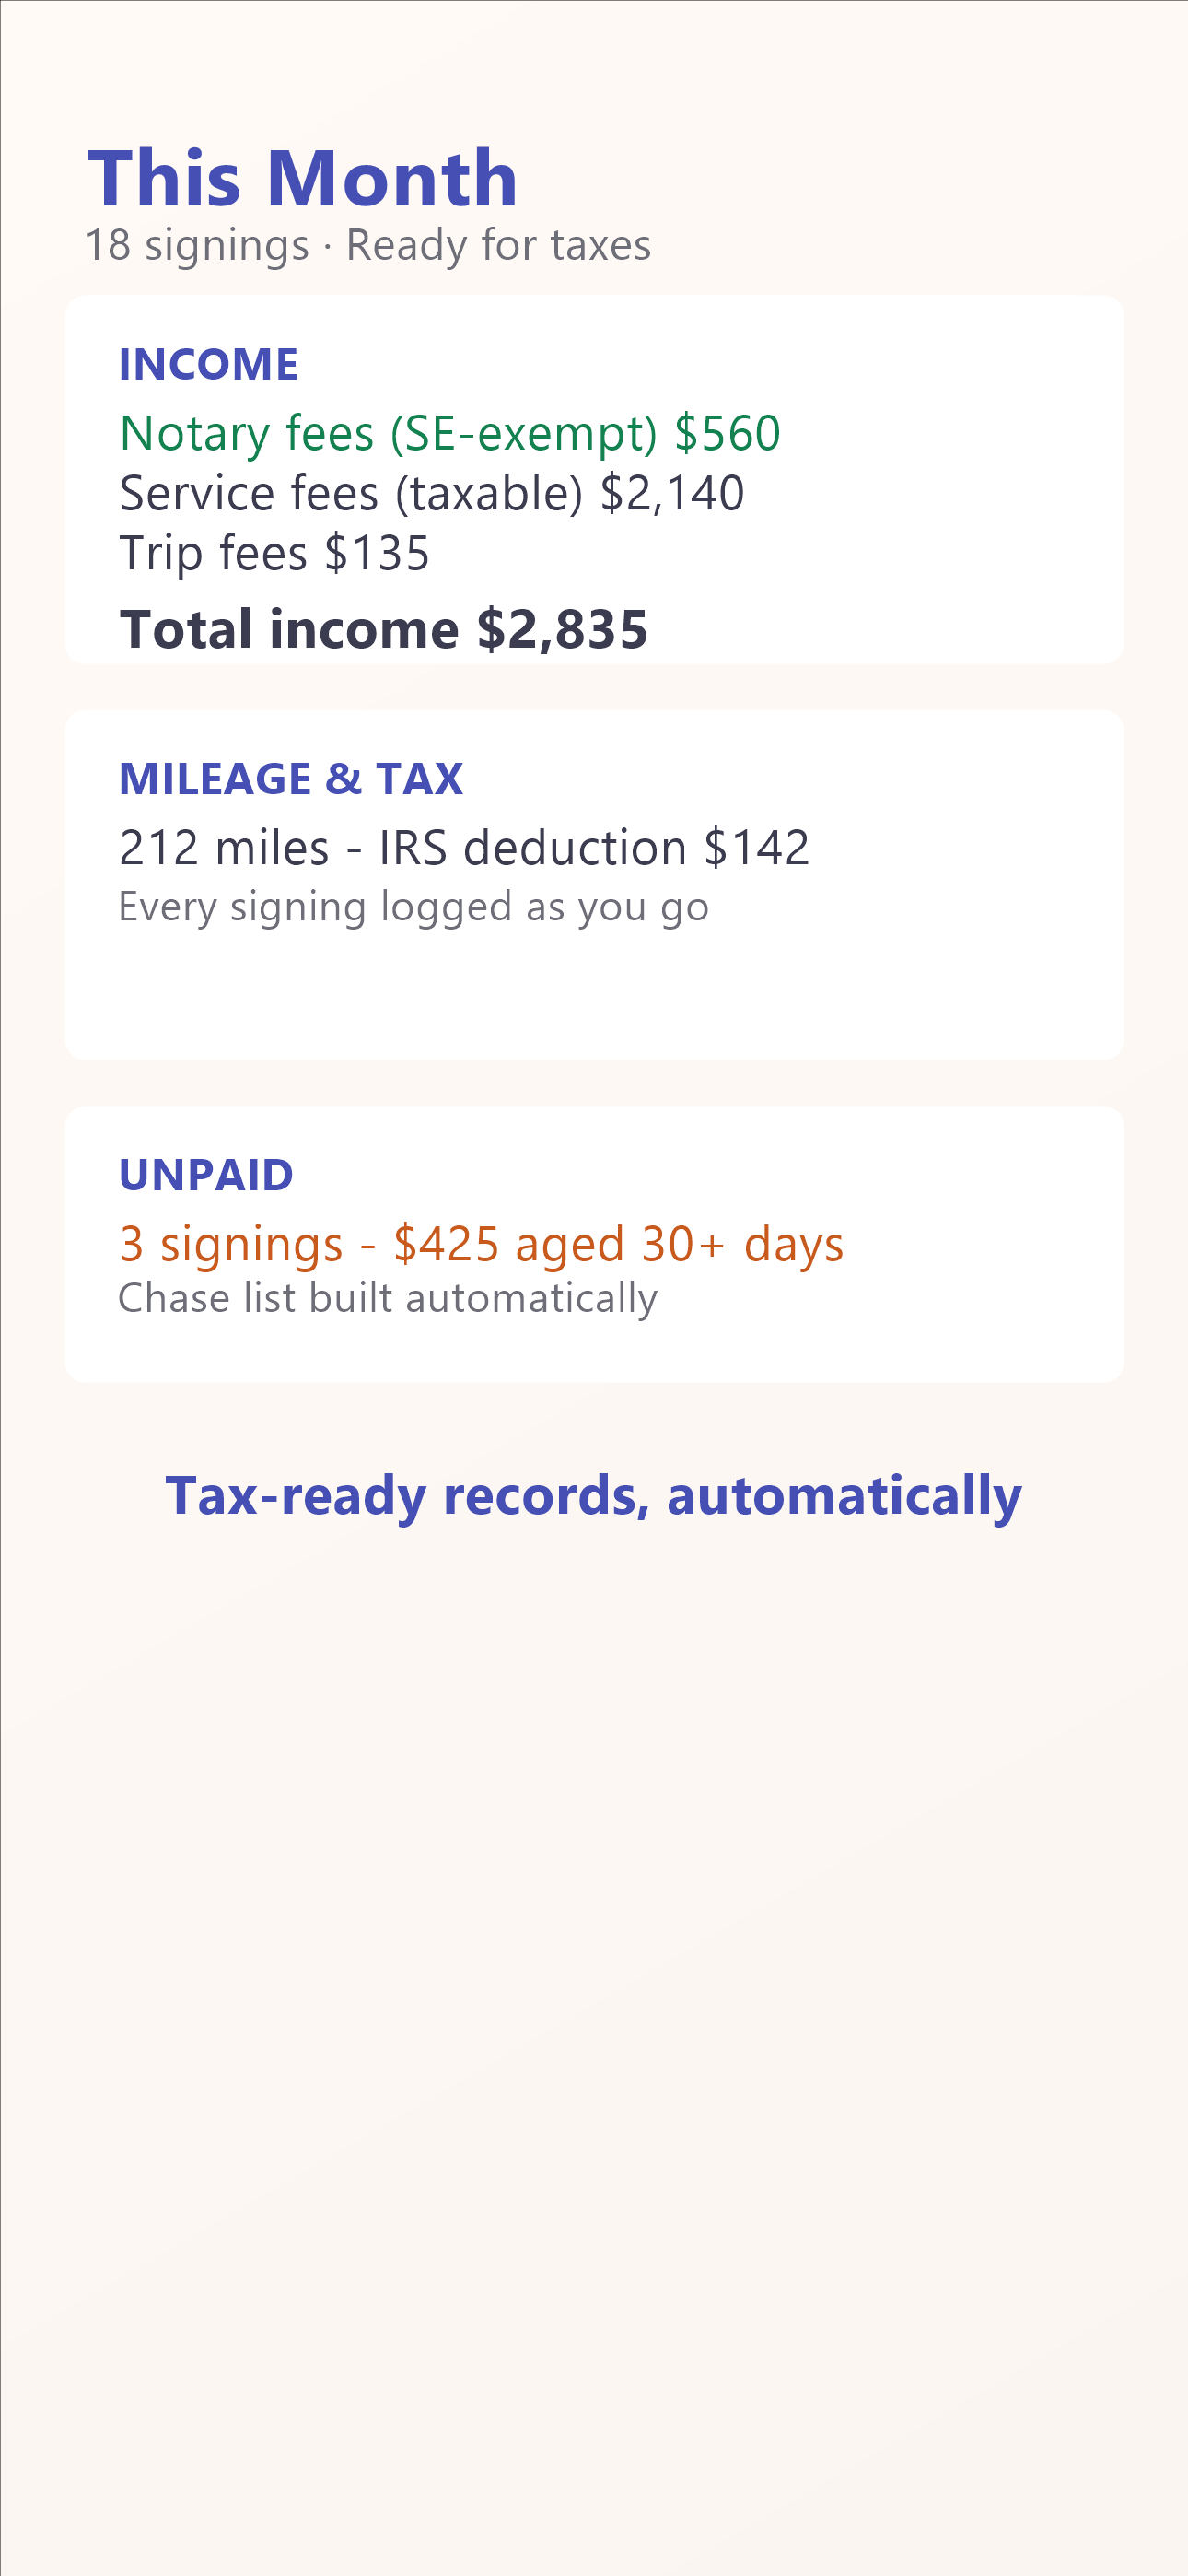 This Month
18 signings · Ready for taxes
INCOME
Notary fees (SE-exempt) $560
Service fees (taxable) $2,140
Trip fees $135
Total income $2,835
MILEAGE & TAX
212 miles - IRS deduction $142
Every signing logged as you go
UNPAID
3 signings - $425 aged 30+ days
Chase list built automatically
Tax-ready records, automatically